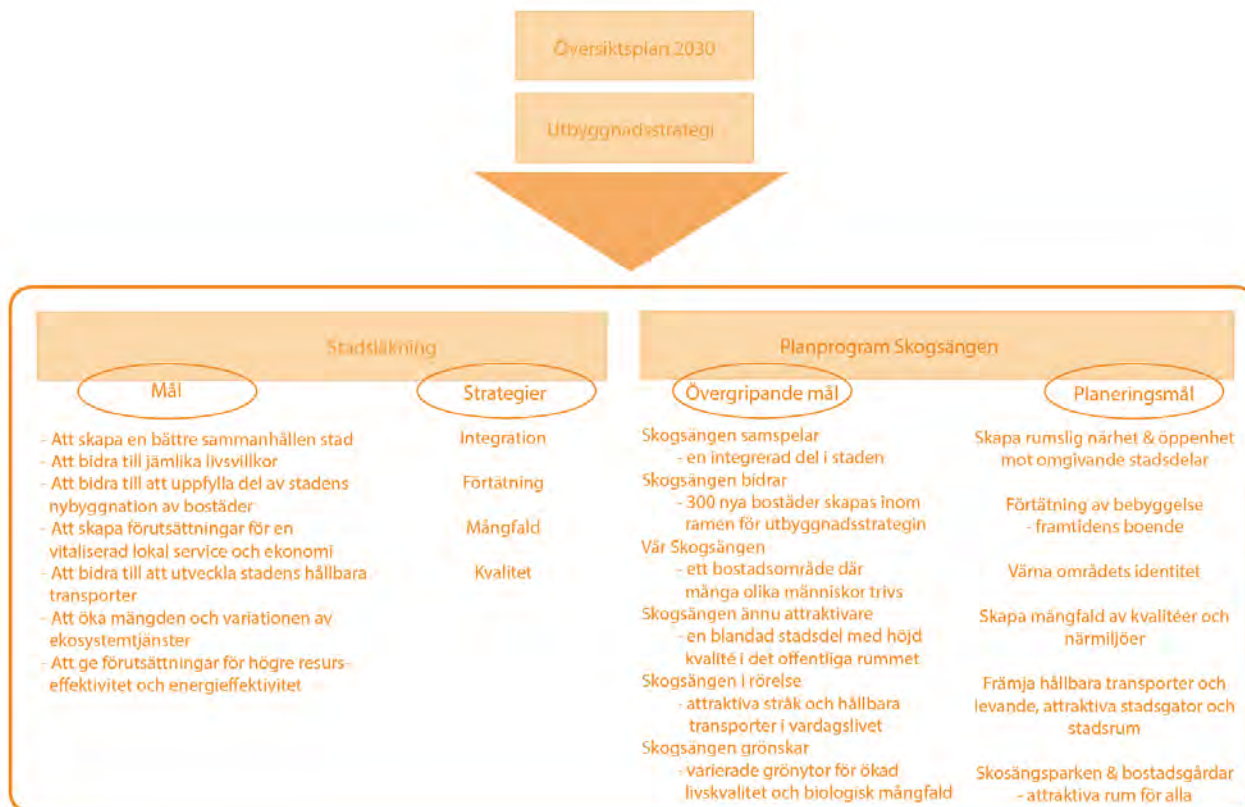 Översiktsplan 2030
Utbyggnadsstrategi
Stadsläkning
Mål
- Att skapa en bättre sammanhållen stad
- Att bidra till jämlika livsvillkor
- Att bidra till att uppfylla del av stadens
nybyggnation av bostäder
- Att skapa förutsättningar för en
vitaliserad lokal service och ekonomi
- Att bidra till att utveckla stadens hållbara
transporter
- Att öka mängden och variationen av
ekosystemtjänster
- Att ge förutsättningar för högre resurs-
effektivitet och energieffektivitet
Strategier
Integration
Förtätning
Mångfald
Kvalitet
Planprogram Skogsängen
Övergripande mål
Skogsängen samspelar
- en integrerad del i staden
Skogsängen bidrar
- 300 nya bostäder skapas inom
ramen för utbyggnadsstrategin
Vår Skogsängen
- ett bostadsområde där
många olika människor trivs
Skogsängen ännu attraktivare
- en blandad stadsdel med höjd
kvalité i det offentliga rummet
Skogsängen i rörelse
- attraktiva stråk och hållbara
transporter i vardagslivet
Skogsängen grönskar
- varierade grönytor för ökad
livskvalitet och biologisk mångfald
Planeringsmål
Skapa rumslig närhet & öppenhet
mot omgivande stadsdelar
Förtätning av bebyggelse
- framtidens boende
Värna områdets identitet
Skapa mångfald av kvalitéer och
närmiljöer
Främja hållbara transporter och
levande, attraktiva stadsgator och
stadsrum
Skosängsparken & bostadsgårdar
- attraktiva rum för alla